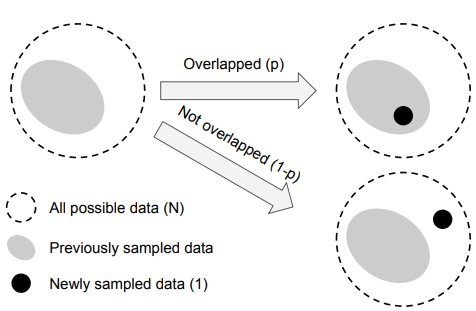 Overlapped (p)
Not overlapped (1-p)
All possible data (N)
Previously sampled data
Newly sampled data (1)